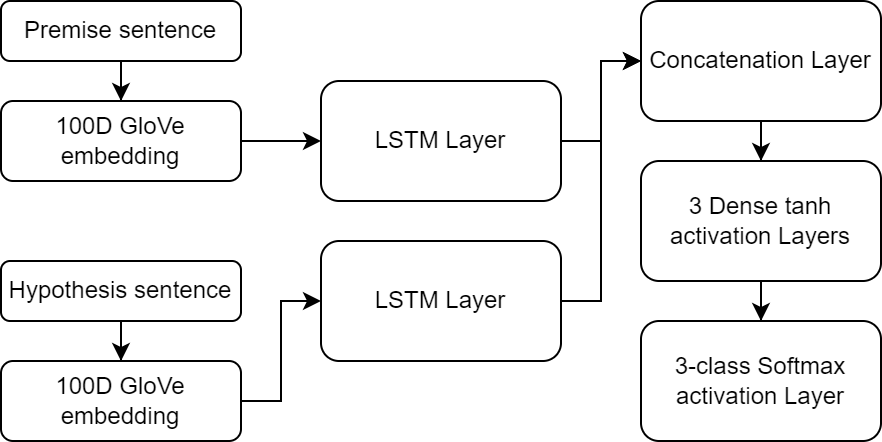 Premise sentence
100D GloVe
embedding
LSTM Layer
Hypothesis sentence
100D GloVe
embedding
LSTM Layer
Concatenation Layer
3 Dense tanh
activation Layers
3-class Softmax
activation Layer